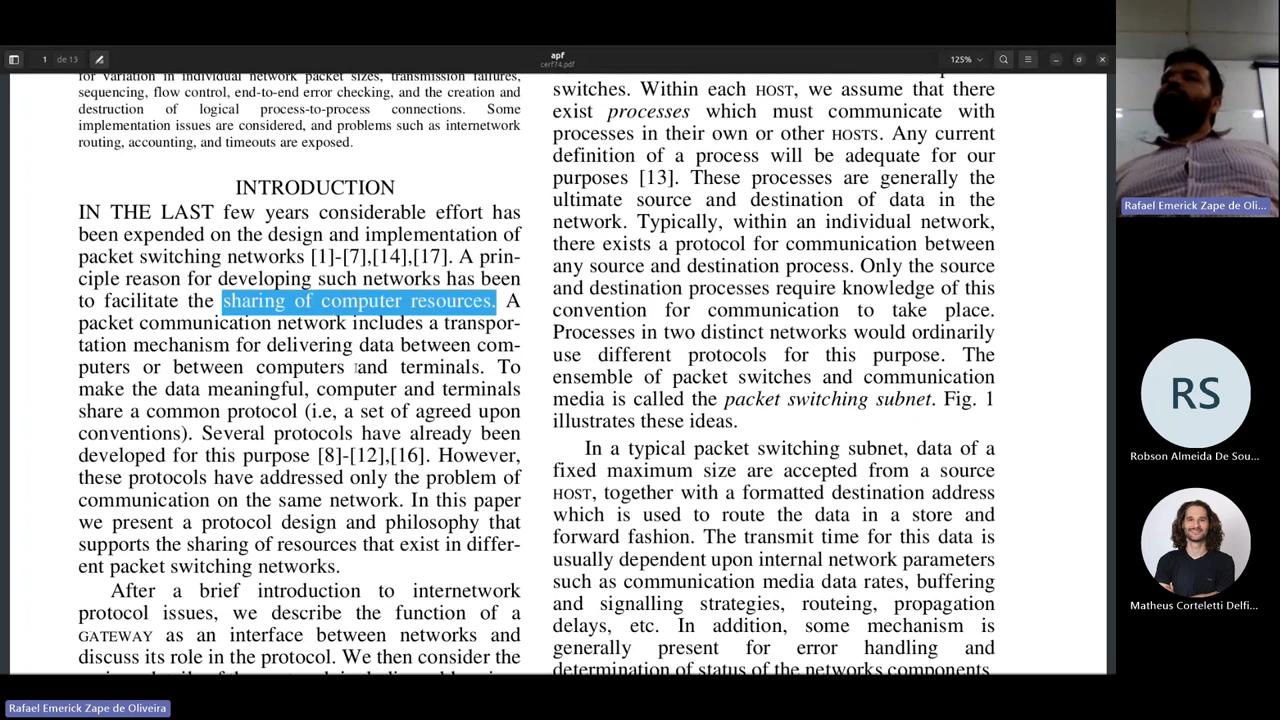 1 de 13
apf
cerf74.pdf
125%
for variation in individual network packet sizes, transmission failures,
sequencing, flow control, end-to-end error checking, and the creation and
destruction of logical process-to-process connections. Some
implementation issues are considered, and problems such as internetwork
routing, accounting, and timeouts are exposed.
INTRODUCTION
IN THE LAST few years considerable effort has
been expended on the design and implementation of
packet switching networks [1]-[7],[14],[17]. A prin-
ciple reason for developing such networks has been
to facilitate the sharing of computer resources. A
packet communication network includes a transpor-
tation mechanism for delivering data between com-
puters or between computers and terminals. To
make the data meaningful, computer and terminals
share a common protocol (i.e, a set of agreed upon
conventions). Several protocols have already been
developed for this purpose [8]-[12],[16]. However,
these protocols have addressed only the problem of
communication on the same network. In this paper
we present a protocol design and philosophy that
supports the sharing of resources that exist in differ-
ent packet switching networks.
After a brief introduction to internetwork
protocol issues, we describe the function of a
GATEWAY as an interface between networks and
discuss its role in the protocol. We then consider the
switches. Within each HOST, we assume that there
exist processes which must communicate with
processes in their own or other HOSTS. Any current
definition of a process will be adequate for our
purposes [13]. These processes are generally the
ultimate source and destination of data in the
network. Typically, within an individual network,
there exists a protocol for communication between
any source and destination process. Only the source
and destination processes require knowledge of this
convention for communication to take place.
Processes in two distinct networks would ordinarily
use different protocols for this purpose. The
ensemble of packet switches and communication
media is called the packet switching subnet. Fig. 1
illustrates these ideas.
In a typical packet switching subnet, data of a
fixed maximum size are accepted from a source
HOST, together with a formatted destination address
which is used to route the data in a store and
forward fashion. The transmit time for this data is
usually dependent upon internal network parameters
such as communication media data rates, buffering
and signalling strategies, routeing, propagation
delays, etc. In addition, some mechanism is
generally present for error handling and
determination of status of the networks components.
Rafael Emerick Zape de Oli...
RS
Robson Almeida De Sou...
Matheus Corteletti Delfi...
Rafael Emerick Zape de Oliveira